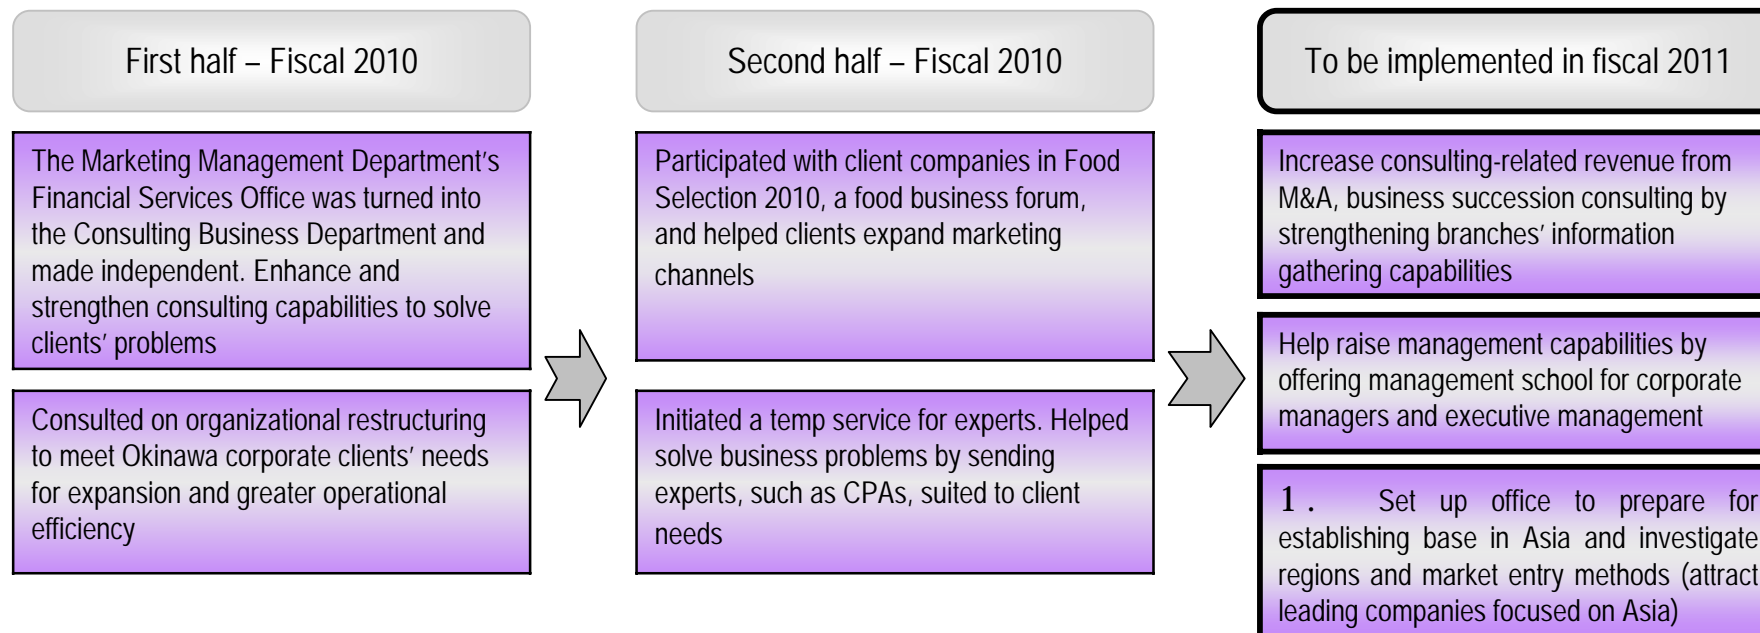 First half – Fiscal 2010
The Marketing Management Department’s
Financial Services Office was turned into
the Consulting Business Department and
made independent. Enhance and
strengthen consulting capabilities to solve
clients’ problems
Consulted on organizational restructuring
to meet Okinawa corporate clients’ needs
for expansion and greater operational
efficiency
Second half – Fiscal 2010
Participated with client companies in Food
Selection 2010, a food business forum,
and helped clients expand marketing
channels
Initiated a temp service for experts. Helped
solve business problems by sending
experts, such as CPAs, suited to client
needs
To be implemented in fiscal 2011
Increase consulting-related revenue from
M&A, business succession consulting by
strengthening branches’ information
gathering capabilities
Help raise management capabilities by
offering management school for corporate
managers and executive management
1. Set up office to prepare for
establishing base in Asia and investigate
regions and market entry methods (attract
leading companies focused on Asia)